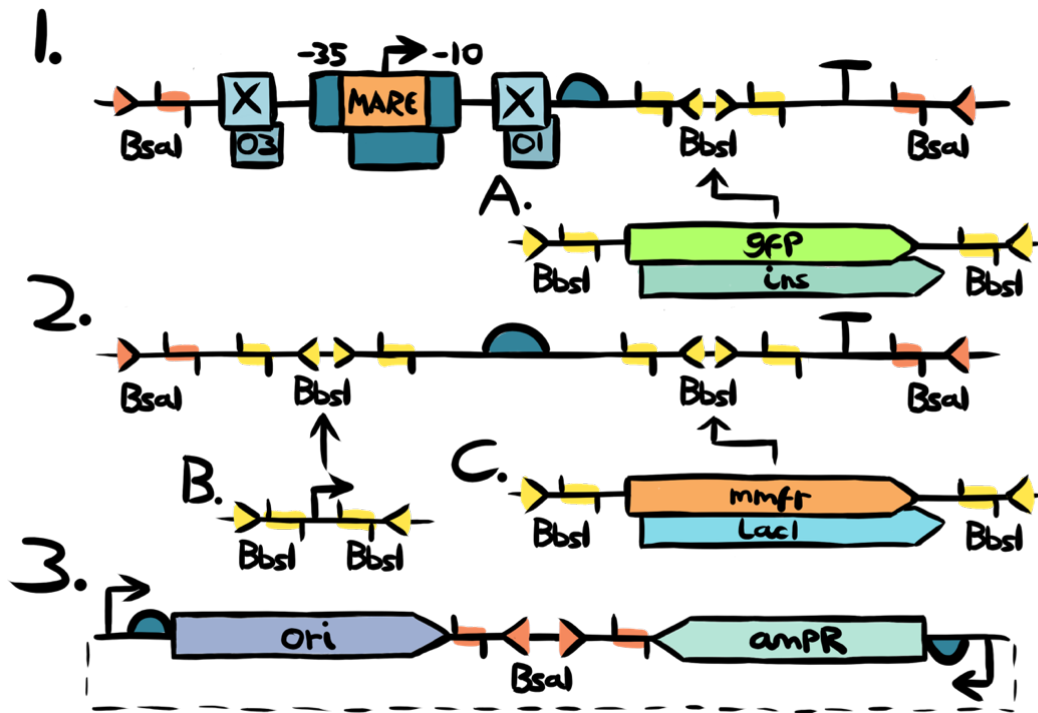 1.
-35 -10
X MARE X
O3 O1
BsaI BbsI BsaI
A.
gfp
BbsI ins BbsI
2.
BsaI BbsI BbsI BsaI
B. C.
mmfr
BbsI BbsI BbsI LacI BbsI
3.
ori ampR
BsaI